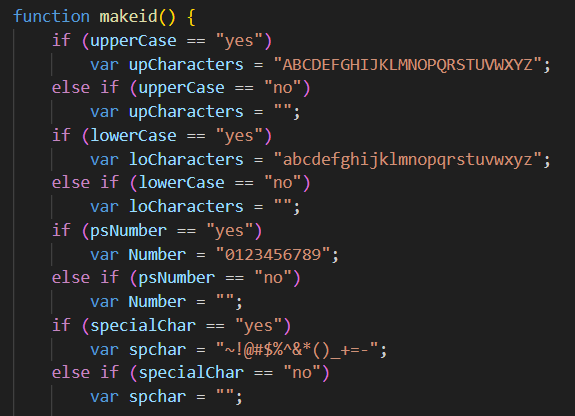 function makeid() {
if (upperCase == "yes")
var upCharacters = "ABCDEFGHIJKLMNOPQRSTUVWXYZ";
else if (upperCase == "no")
var upCharacters = "";
if (lowerCase == "yes")
var loCharacters = "abcdefghijklmnopqrstuvwxyz";
else if (lowerCase == "no")
var loCharacters = "";
if (psNumber == "yes")
var Number = "0123456789";
else if (psNumber == "no")
var Number = "";
if (specialChar == "yes")
var spchar = "~!@#$%^&*()_+=-";
else if (specialChar == "no")
var spchar = "";